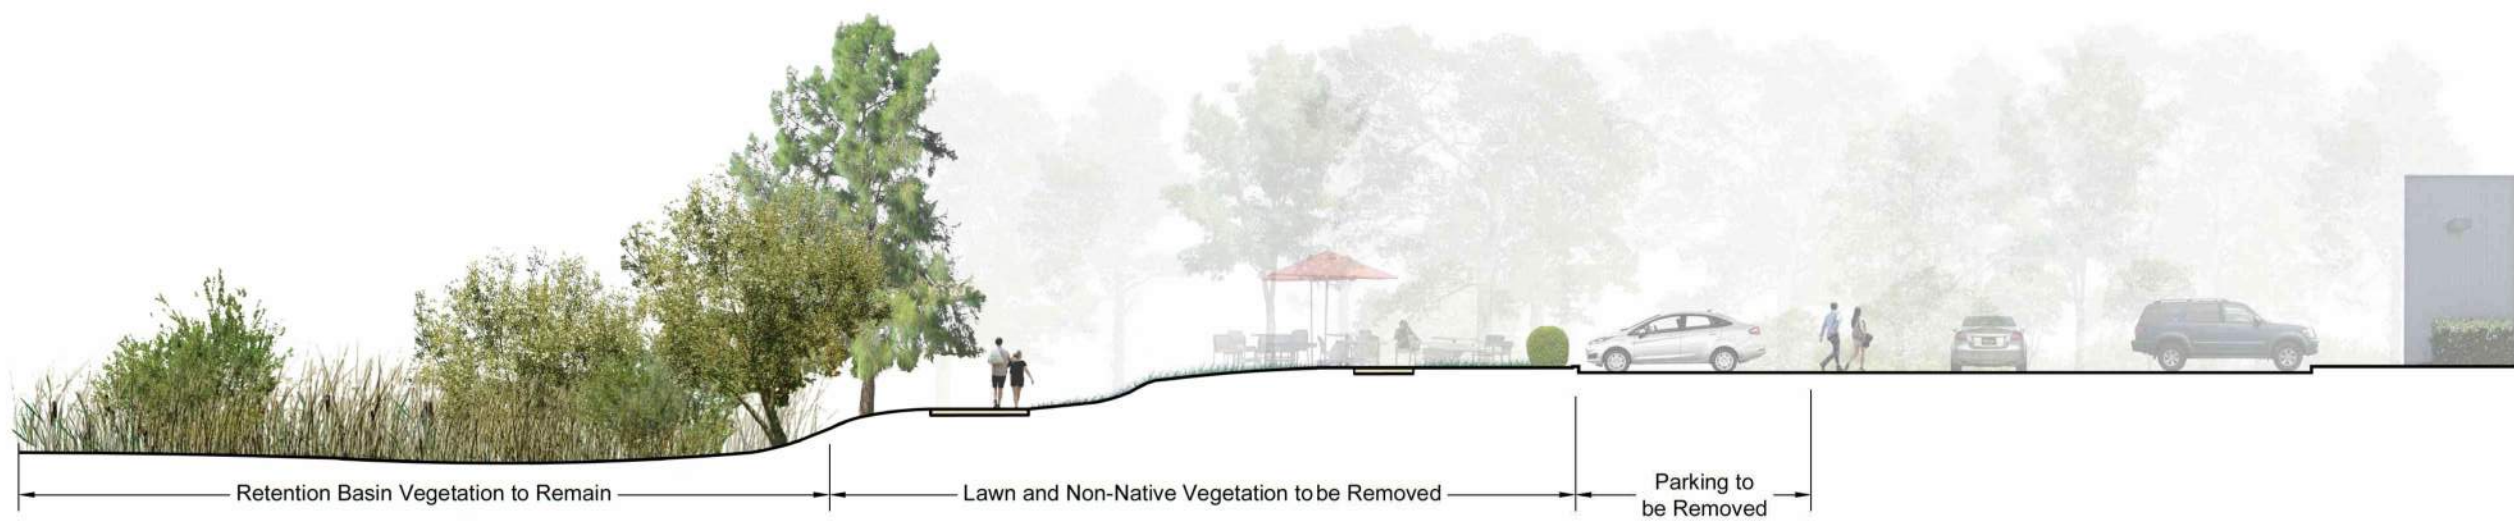 Retention Basin Vegetation to Remain
Lawn and Non-Native Vegetation to be Removed
Parking to
be Removed